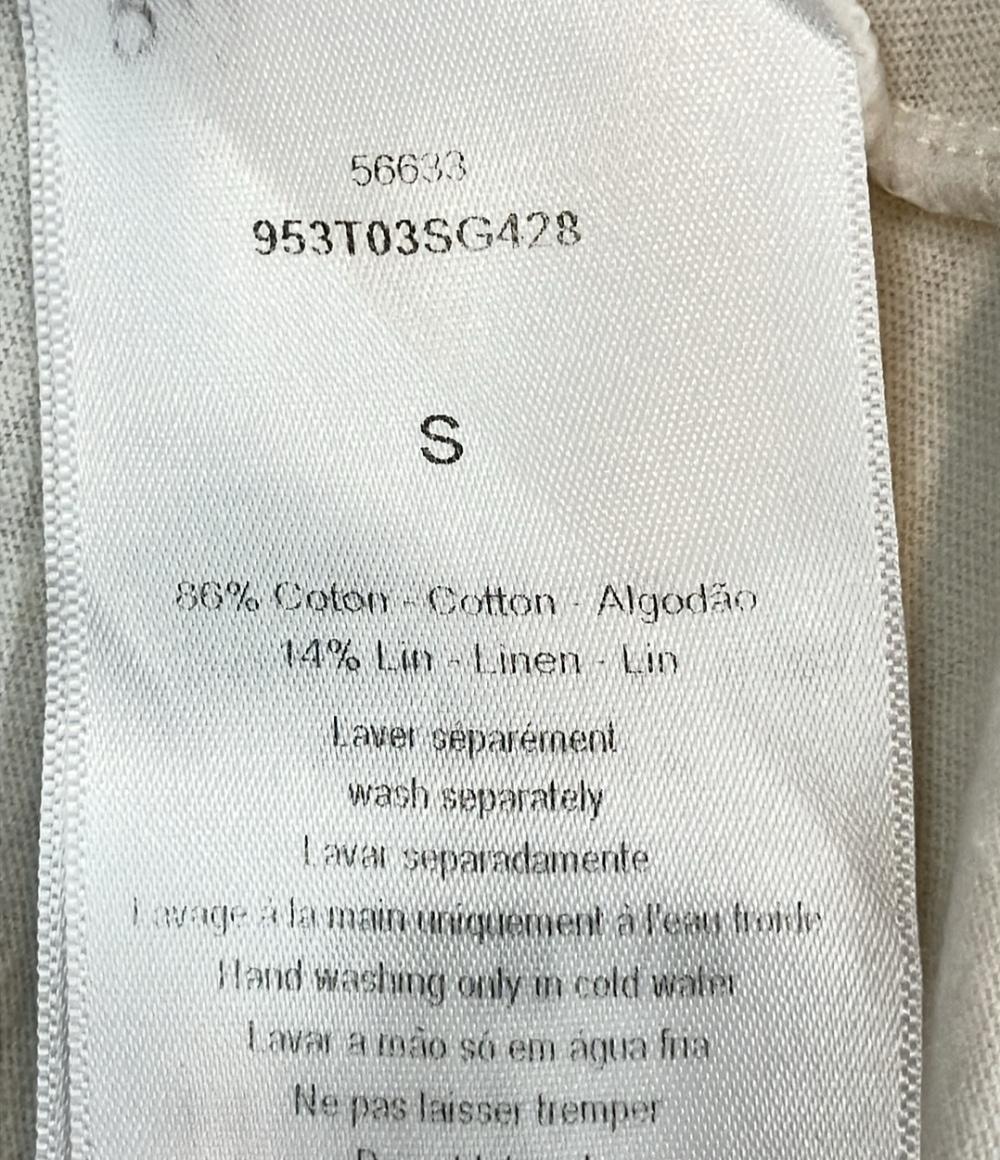 56633
953T03SG428
S
86% Coton - Cotton - Algodão
14% Lin - Linen - Lin
Laver séparément
wash separately
Lavar separadamente
Lavage à la main uniquement à l'eau froide
Hand washing only in cold water
Lavar a mão só em água fria
Ne pas laisser tremper